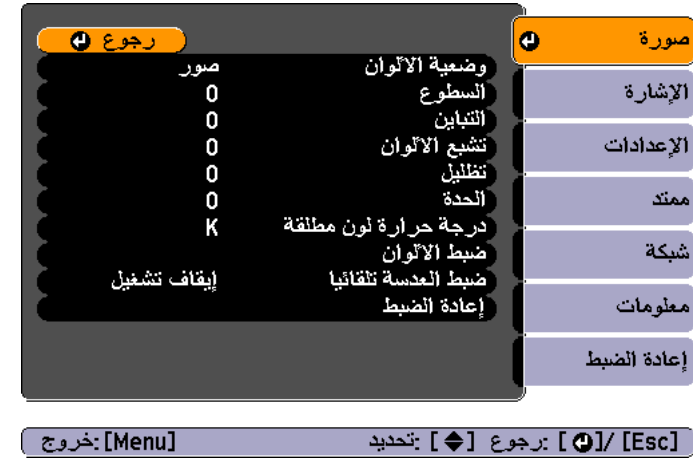 رجوع
وضعية الألوان صور
السطوع 0
التباين 0
تشبع الألوان 0
تظليل 0
الحدة 0
درجة حرارة لون مطلقة K
ضبط الألوان
ضبط العدسة تلقائيا إيقاف تشغيل
إعادة الضبط
صورة
الإشارة
الإعدادات
ممتد
شبكة
معلومات
إعادة الضبط
[Esc] /[ ] :رجوع [ ] :تحديد [Menu] :خروج